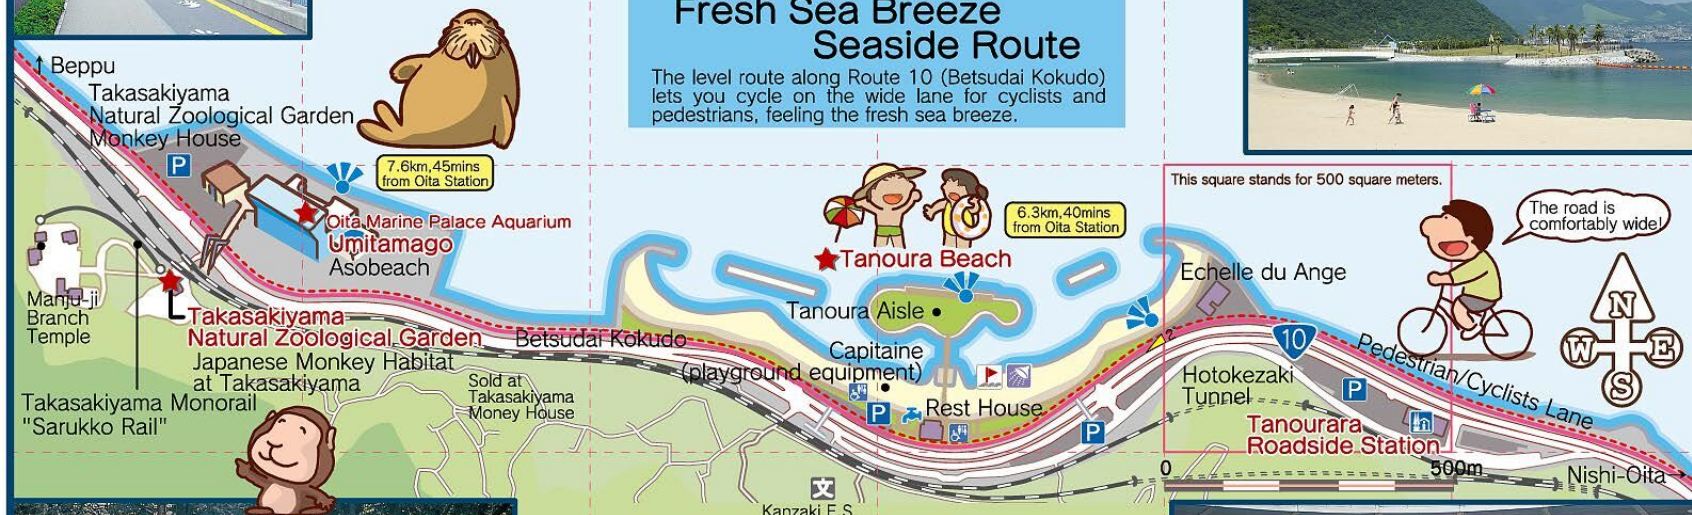 Fresh Sea Breeze
Seaside Route
The level route along Route 10 (Betsudai Kokudo)
lets you cycle on the wide lane for cyclists and
pedestrians, feeling the fresh sea breeze.
↑ Beppu
Takasakiyama
Natural Zoological Garden
Monkey House
P
7.6km,45mins
from Oita Station
Oita Marine Palace Aquarium
Umitamago
Asobeach
Manju-ji
Branch
Temple
Takasakiyama
Natural Zoological Garden
Japanese Monkey Habitat
at Takasakiyama
Takasakiyama Monorail
"Sarukko Rail"
Betsudai Kokudo
Sold at
Takasakiyama
Money House
6.3km,40mins
from Oita Station
Tanoura Beach
Tanoura Aisle
Capitaine
(playground equipment)
P
Rest House
P
文
Kanzaki E.S.
This square stands for 500 square meters.
Echelle du Ange
2
10
Hotokezaki
Tunnel
P
Tanourara
Roadside Station
Pedestrian/Cyclists Lane
0
500m
Nishi-Oita
The road is
comfortably wide!
N
W
E
S